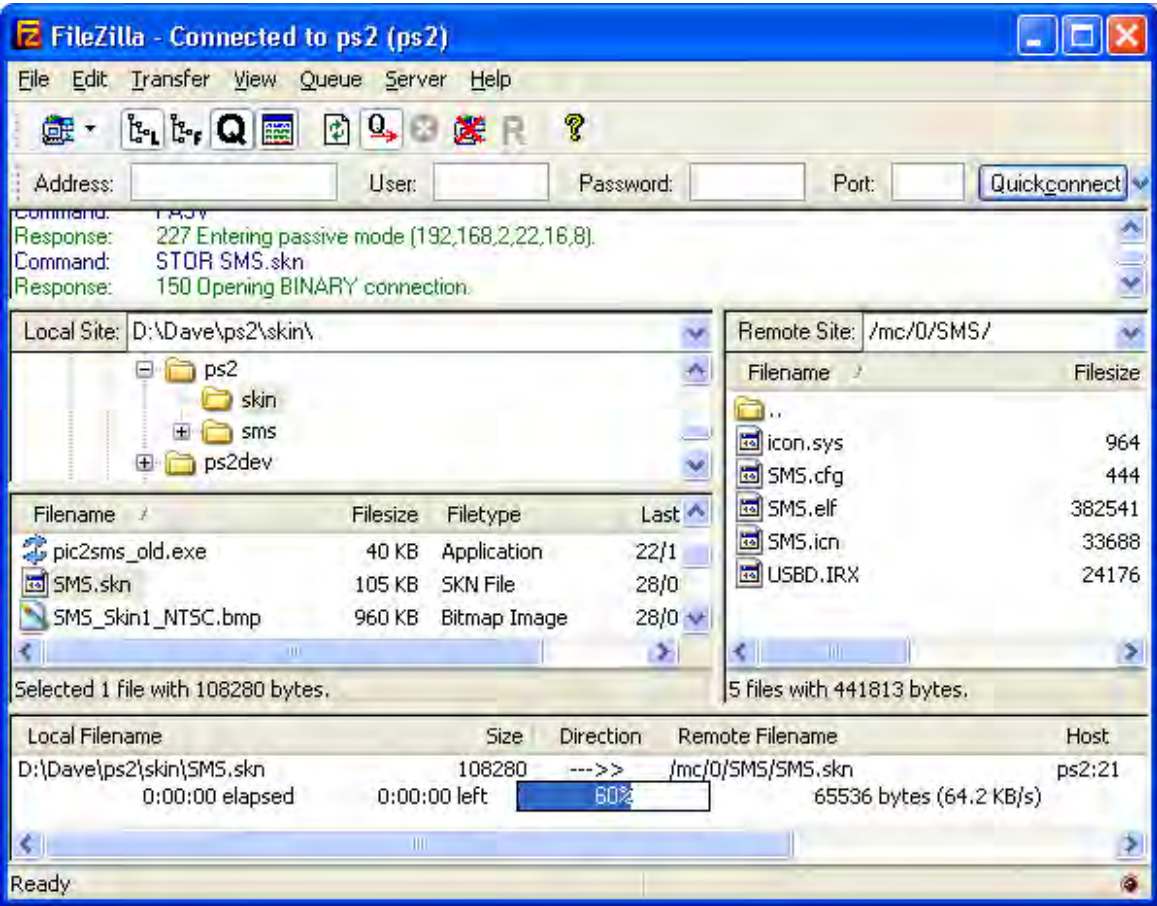 FileZilla - Connected to ps2 (ps2)
File Edit Transfer View Queue Server Help
Address: User: Password: Port: Quickconnect
Command: PASV
Response: 227 Entering passive mode (192,168,2,22,16,8).
Command: STOR SMS.skn
Response: 150 Opening BINARY connection.
Local Site: D:\Dave\ps2\skin\
ps2
skin
sms
ps2dev
Filename Filesize Filetype Last
pic2sms_old.exe 40 KB Application 22/1
SMS.skn 105 KB SKN File 28/0
SMS_Skin1_NTSC.bmp 960 KB Bitmap Image 28/0
Selected 1 file with 108280 bytes.
Remote Site: /mc/0/SMS/
Filename Filesize
..
icon.sys 964
SMS.cfg 444
SMS.elf 382541
SMS.icn 33688
USBD.IRX 24176
5 files with 441813 bytes.
Local Filename Size Direction Remote Filename Host
D:\Dave\ps2\skin\SMS.skn 108280 --->> /mc/0/SMS/SMS.skn ps2:21
0:00:00 elapsed 0:00:00 left 60% 65536 bytes (64.2 KB/s)
Ready